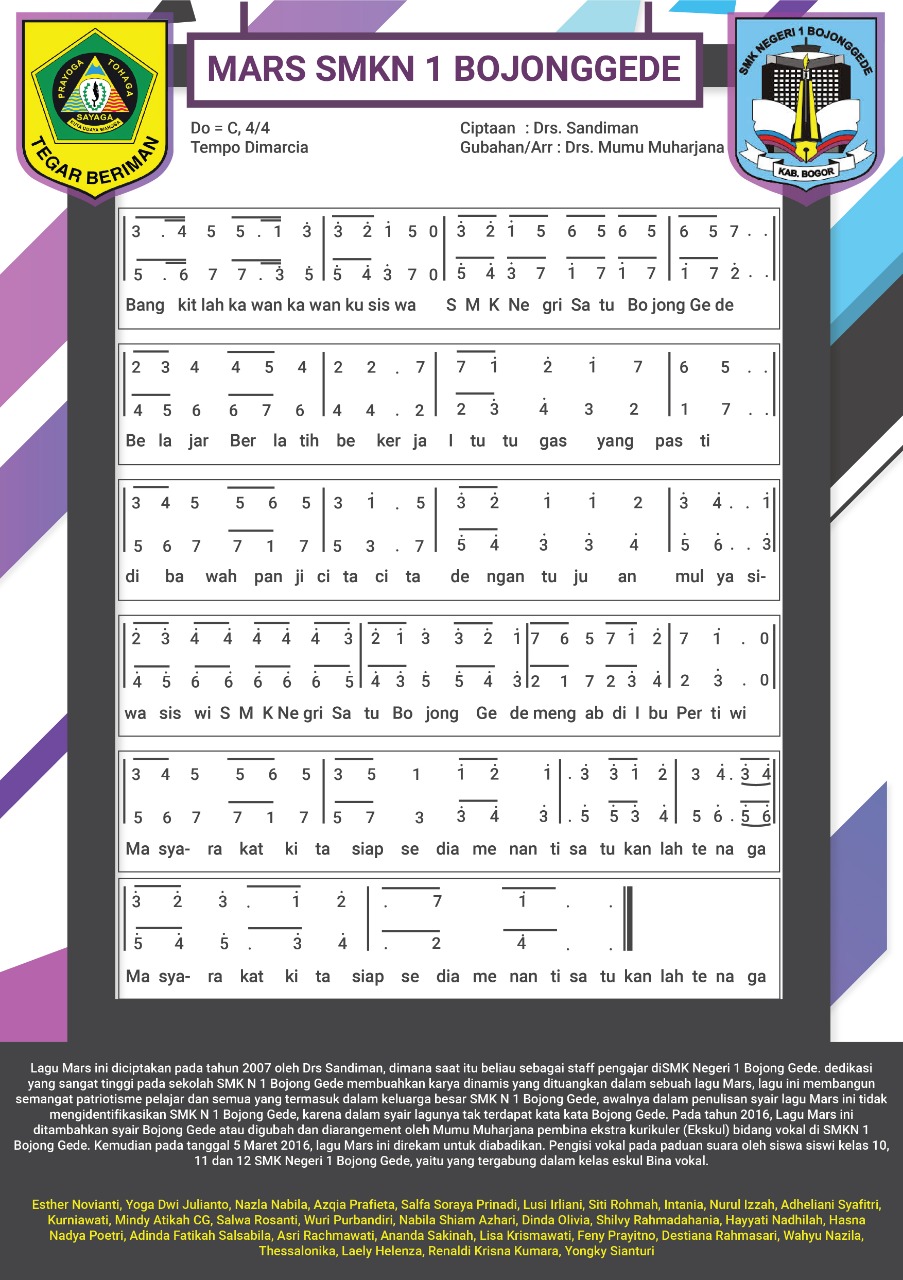 MARS SMKN 1 BOJONGGEDE
PRAYOGA TOHAGA
SAYAGA
TEGAR BERIMAN
SMK NEGERI 1 BOJONGGEDE
KAB. BOGOR
Do = C, 4/4
Tempo Dimarcia
Ciptaan : Drs. Sandiman
Gubahan/Arr : Drs. Mumu Muharjana
3 . 4̇ 5 5 . 1̇ 3̇ | 3̇ 2̇ 1̇ 5 0 | 3̇ 2̇ 1̇ 5 6 5 6 5 | 6 5 7 . .
5 . 6̇ 7 7 . 3̇ 5̇ | 5̇ 4̇ 3̇ 7 0 | 5̇ 4̇ 3̇ 7 1̇ 7 1̇ 7 | 1̇ 7 2̇ . .
Bang kit lah ka wan ka wan ku sis wa S M K Ne gri Sa tu Bo jong Ge de
2 3 4 4 5 4 | 2 2 . 7 | 7 1̇ 2̇ 1̇ 7 | 6 5 . .
4 5 6 6 7 6 | 4 4 . 2 | 2 3̇ 4̇ 3 2 | 1 7 . .
Be la jar Ber la tih be ker ja I tu tu gas yang pas ti
3 4 5 5 6 5 | 3 1̇ . 5 | 3̇ 2̇ 1̇ 1̇ 2 | 3̇ 4̇ . . 1̇
5 6 7 7 1 7 | 5 3 . 7 | 5̇ 4̇ 3̇ 3̇ 4̇ | 5̇ 6̇ . . 3̇
di ba wah pan ji ci ta ci ta de ngan tu ju an mul ya si-
2̇ 3̇ 4̇ 4̇ 4̇ 4̇ 4̇ 3̇ | 2̇ 1̇ 3̇ 3̇ 2̇ 1̇ | 7 6 5 7 1̇ 2̇ | 7 1̇ . 0
4̇ 5̇ 6̇ 6̇ 6̇ 6̇ 6̇ 5̇ | 4̇ 3̇ 5̇ 5̇ 4̇ 3̇ | 2 1 7 2 3̇ 4̇ | 2 3̇ . 0
wa sis wi S M K Ne gri Sa tu Bo jong Ge de meng ab di I bu Per ti wi
3 4 5 5 6 5 | 3 5 1 1̇ 2̇ 1̇ | . 3̇ 3̇ 1̇ 2̇ | 3 4̇ . 3̇ 4̇
5 6 7 7 1 7 | 5 7 3 3̇ 4̇ 3̇ | . 5̇ 5̇ 3̇ 4̇ | 5 6̇ . 5̇ 6̇
Ma sya- ra kat ki ta siap se dia me nan ti sa tu kan lah te na ga
3̇ 2̇ 3̇ . 1̇ 2̇ | . 7 1̇ . .
5̇ 4̇ 5̇ . 3̇ 4̇ | . 2 4̇ . .
Ma sya- ra kat ki ta siap se dia me nan ti sa tu kan lah te na ga
Lagu Mars ini diciptakan pada tahun 2007 oleh Drs Sandiman, dimana saat itu beliau sebagai staff pengajar diSMK Negeri 1 Bojong Gede. dedikasi
yang sangat tinggi pada sekolah SMK N 1 Bojong Gede membuahkan karya dinamis yang dituangkan dalam sebuah lagu Mars, lagu ini membangun
semangat patriotisme pelajar dan semua yang termasuk dalam keluarga besar SMK N 1 Bojong Gede, awalnya dalam penulisan syair lagu Mars ini tidak
mengidentifikasikan SMK N 1 Bojong Gede, karena dalam syair lagunya tak terdapat kata kata Bojong Gede. Pada tahun 2016, Lagu Mars ini
ditambahkan syair Bojong Gede atau digubah dan diarangement oleh Mumu Muharjana pembina ekstra kurikuler (Ekskul) bidang vokal di SMKN 1
Bojong Gede. Kemudian pada tanggal 5 Maret 2016, lagu Mars ini direkam untuk diabadikan. Pengisi vokal pada paduan suara oleh siswa siswi kelas 10,
11 dan 12 SMK Negeri 1 Bojong Gede, yaitu yang tergabung dalam kelas eskul Bina vokal.
Esther Novianti, Yoga Dwi Julianto, Nazla Nabila, Azqia Prafieta, Salfa Soraya Prinadi, Lusi Irliani, Siti Rohmah, Intania, Nurul Izzah, Adheliani Syafitri,
Kurniawati, Mindy Atikah CG, Salwa Rosanti, Wuri Purbandiri, Nabila Shiam Azhari, Dinda Olivia, Shilvy Rahmadahania, Hayyati Nadhilah, Hasna
Nadya Poetri, Adinda Fatikah Salsabila, Asri Rachmawati, Ananda Sakinah, Lisa Krismawati, Feny Prayitno, Destiana Rahmasari, Wahyu Nazila,
Thessalonika, Laely Helenza, Renaldi Krisna Kumara, Yongky Sianturi